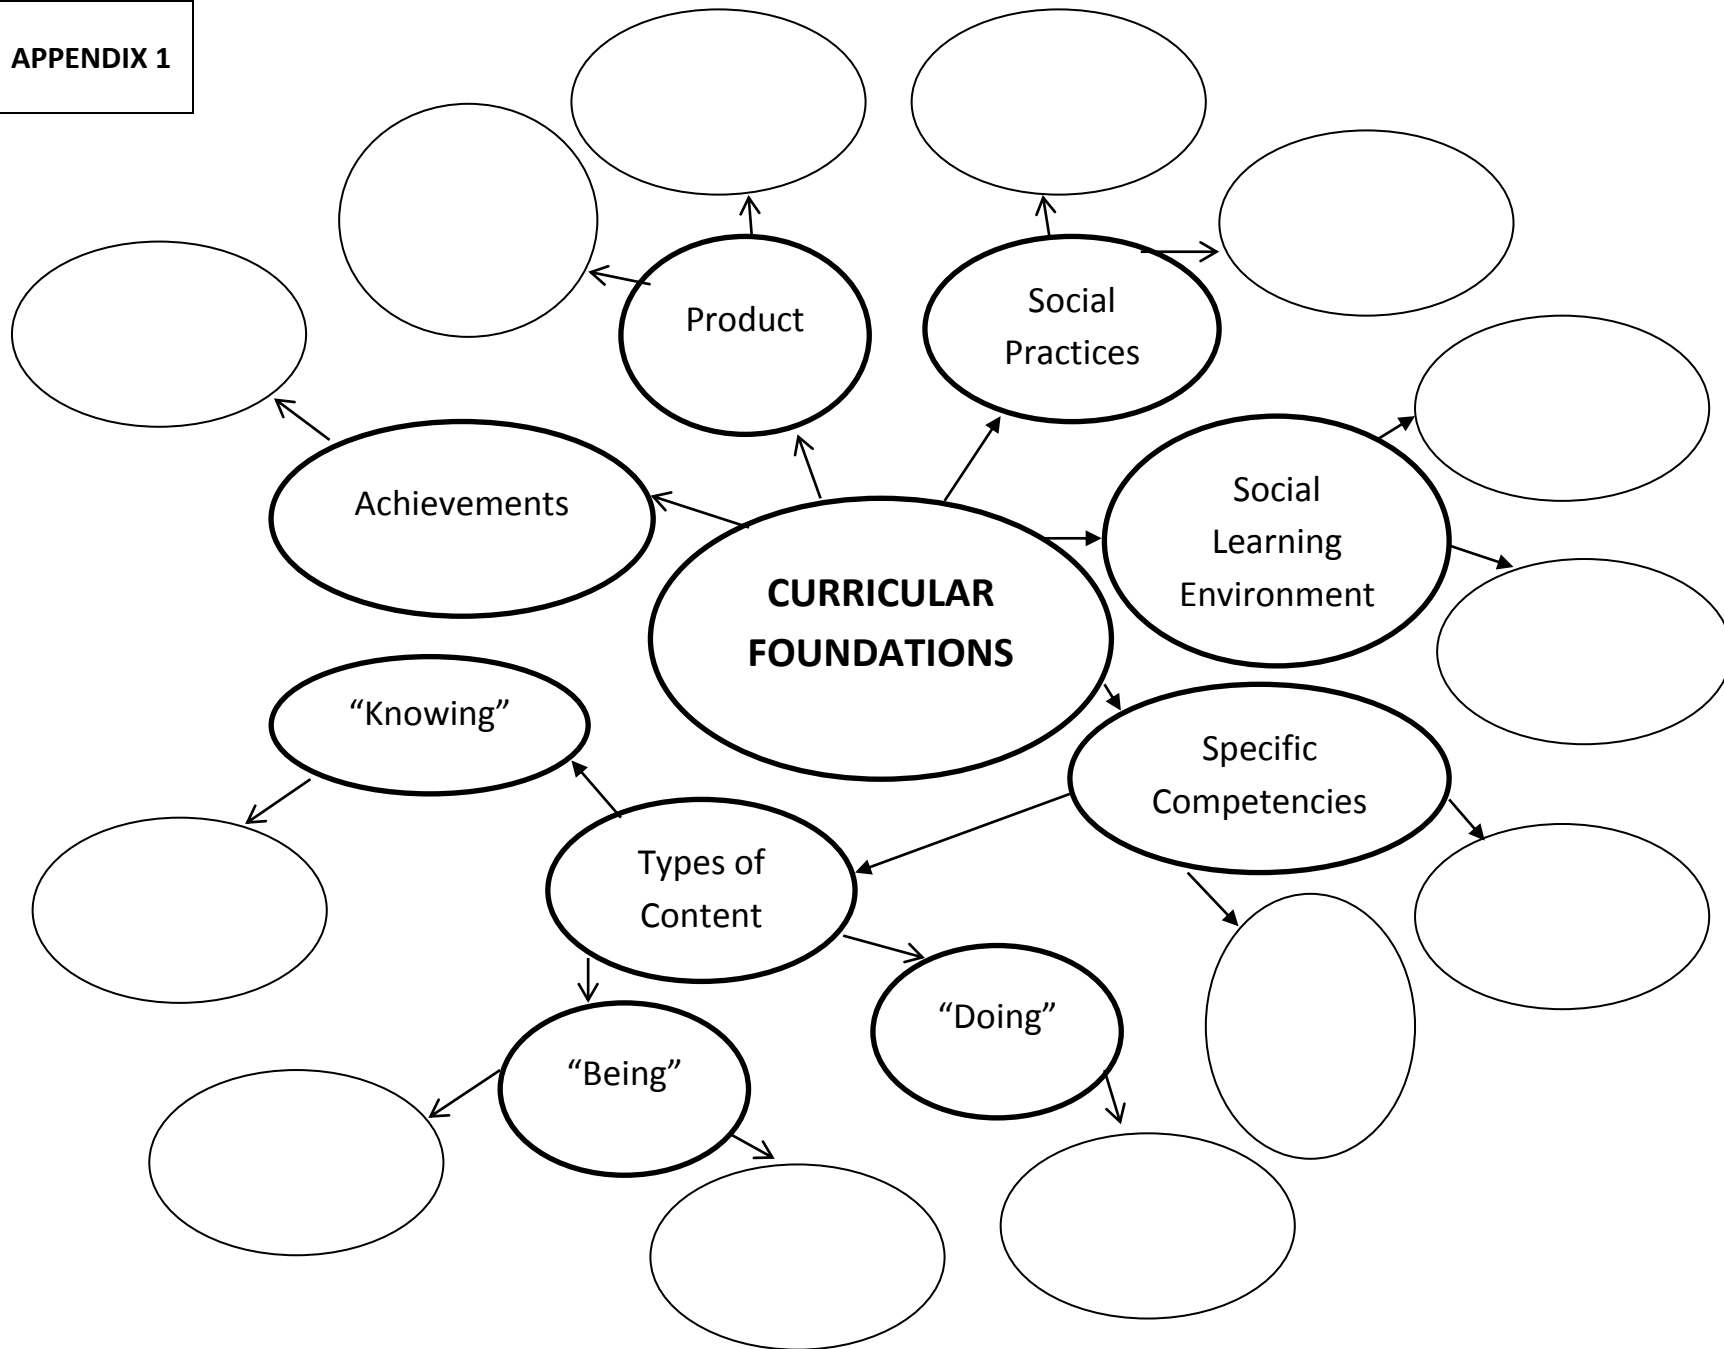 APPENDIX 1
Product
Social
Practices
Achievements
Social
Learning
Environment
CURRICULAR
FOUNDATIONS
“Knowing”
Specific
Competencies
Types of
Content
“Doing”
“Being”